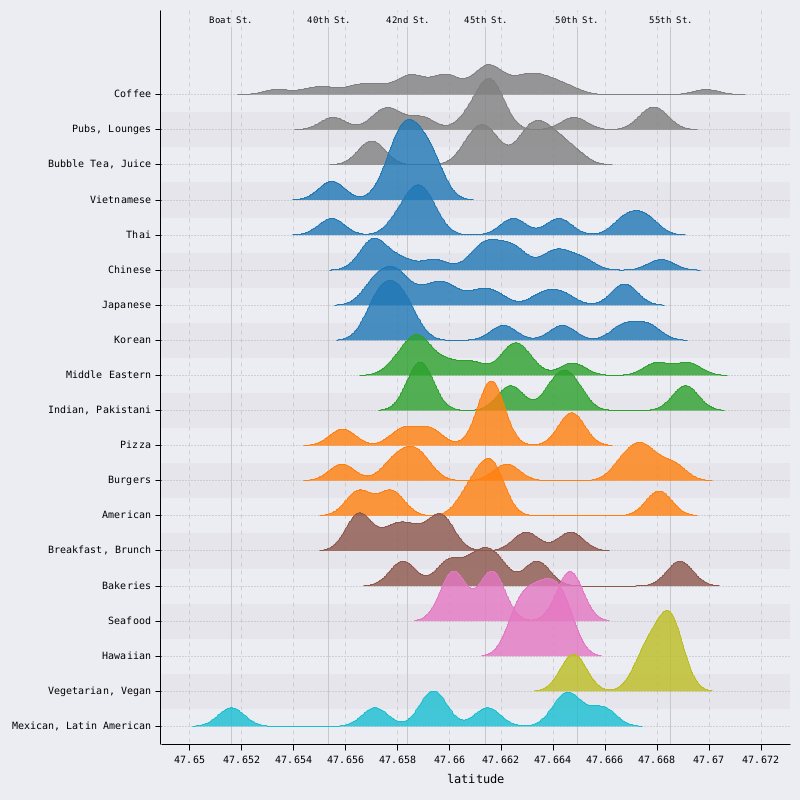 Boat St. 40th St. 42nd St. 45th St. 50th St. 55th St.
Coffee
Pubs, Lounges
Bubble Tea, Juice
Vietnamese
Thai
Chinese
Japanese
Korean
Middle Eastern
Indian, Pakistani
Pizza
Burgers
American
Breakfast, Brunch
Bakeries
Seafood
Hawaiian
Vegetarian, Vegan
Mexican, Latin American
47.65 47.652 47.654 47.656 47.658 47.66 47.662 47.664 47.666 47.668 47.67 47.672
latitude